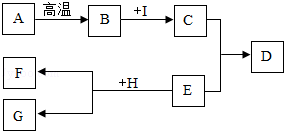 A 高温 B +I C
D
F +H E
G